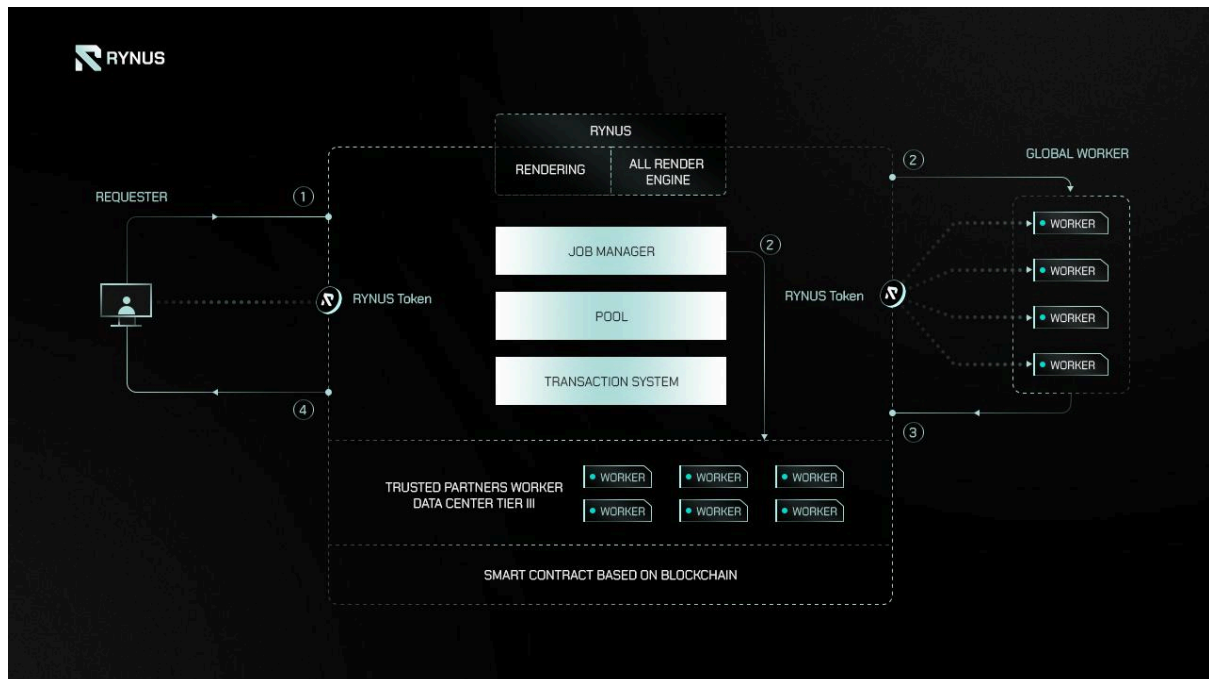 RYNUS
RYNUS
RENDERING
ALL RENDER
ENGINE
2
GLOBAL WORKER
REQUESTER
1
WORKER
JOB MANAGER
2
WORKER
RYNUS Token
RYNUS Token
POOL
WORKER
TRANSACTION SYSTEM
WORKER
4
3
TRUSTED PARTNERS WORKER
DATA CENTER TIER III
WORKER
WORKER
WORKER
WORKER
WORKER
WORKER
SMART CONTRACT BASED ON BLOCKCHAIN